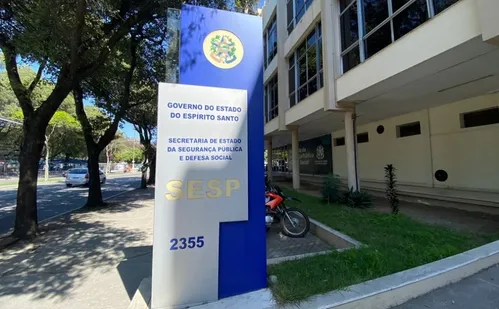 GOVERNO DO ESTADO
DO ESPÍRITO SANTO
SECRETARIA DE ESTADO
DA SEGURANÇA PÚBLICA
E DEFESA SOCIAL
SESP
2355